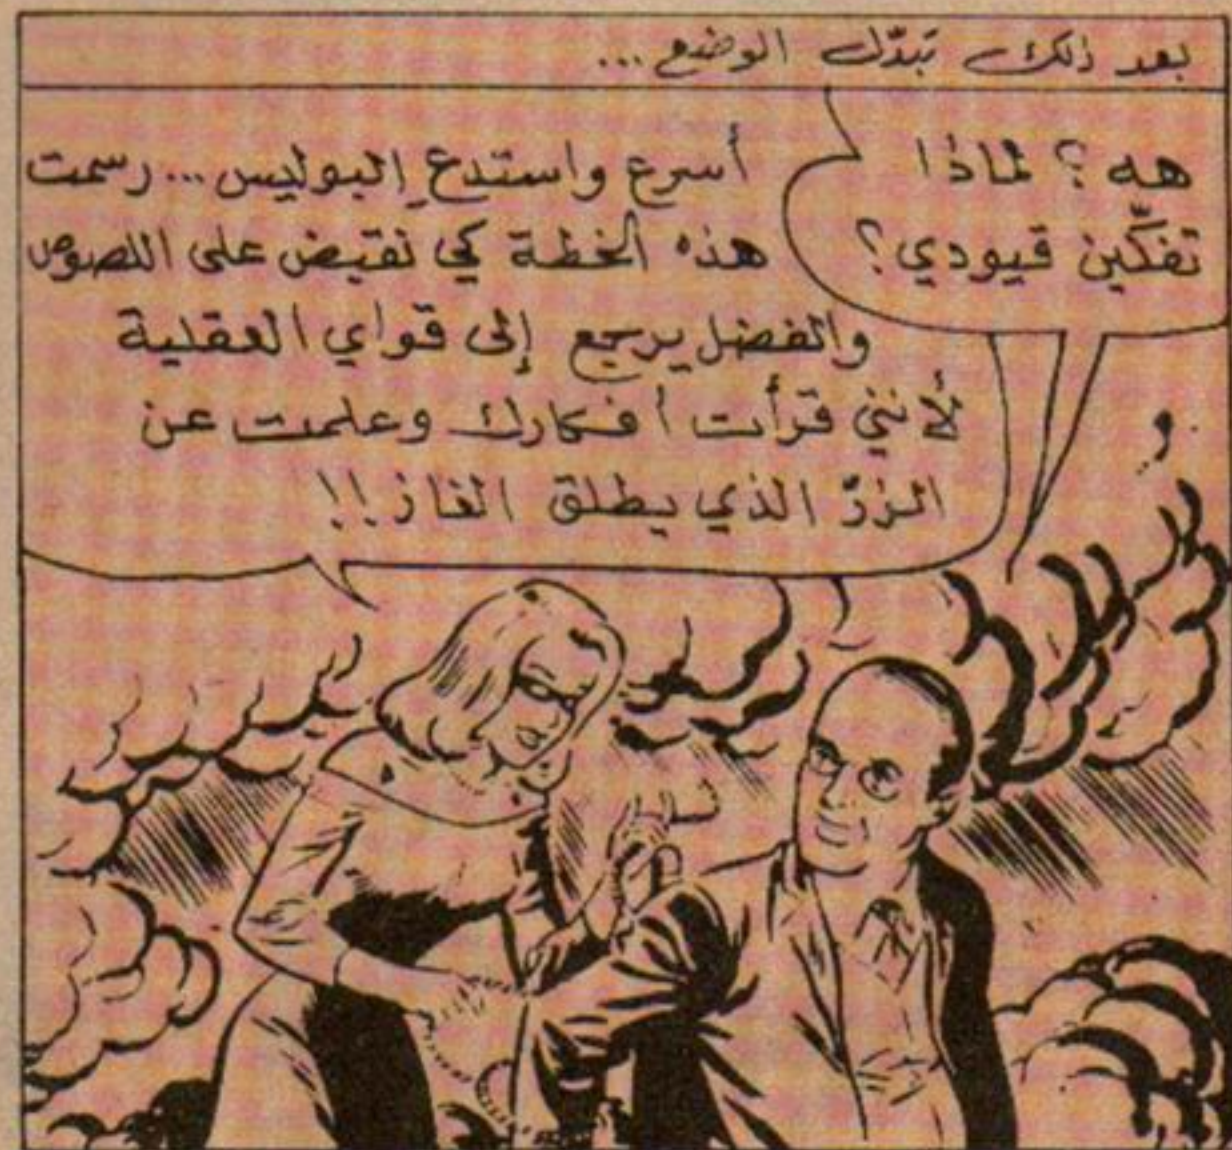 بعد ذلك تبدّل الوضع...
هه؟ لماذا
تفكّين قيودي؟
أسرع واستدعِ البوليس... رسمت
هذه الخطة كي نقبض على اللصوص
والفضل يرجع إلى قواي العقلية
لأنني قرأت أفكارك وعلمت عن
الزرّ الذي يطلق الغاز!!